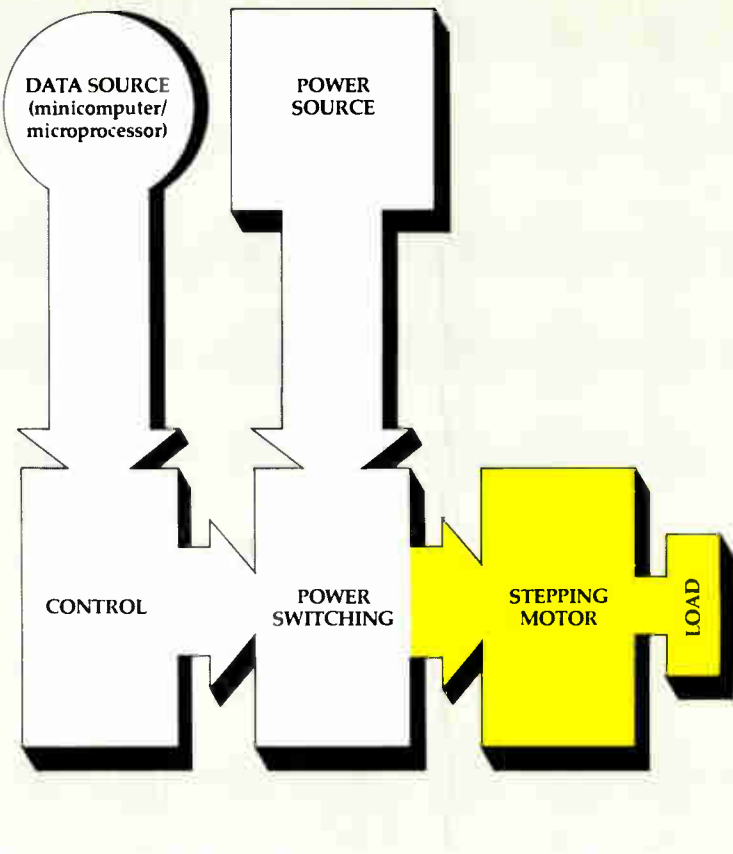 DATA SOURCE
(minicomputer/
microprocessor)
POWER
SOURCE
CONTROL
POWER
SWITCHING
STEPPING
MOTOR
LOAD